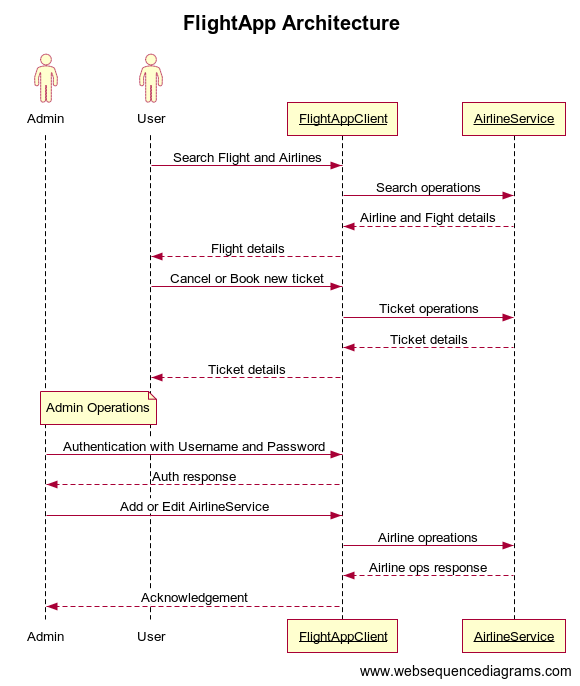 FlightApp Architecture
Admin
User
FlightAppClient
AirlineService
Search Flight and Airlines
Search operations
Airline and Fight details
Flight details
Cancel or Book new ticket
Ticket operations
Ticket details
Ticket details
Admin Operations
Authentication with Username and Password
Auth response
Add or Edit AirlineService
Airline opreations
Airline ops response
Acknowledgement
Admin
User
FlightAppClient
AirlineService
www.websequencediagrams.com